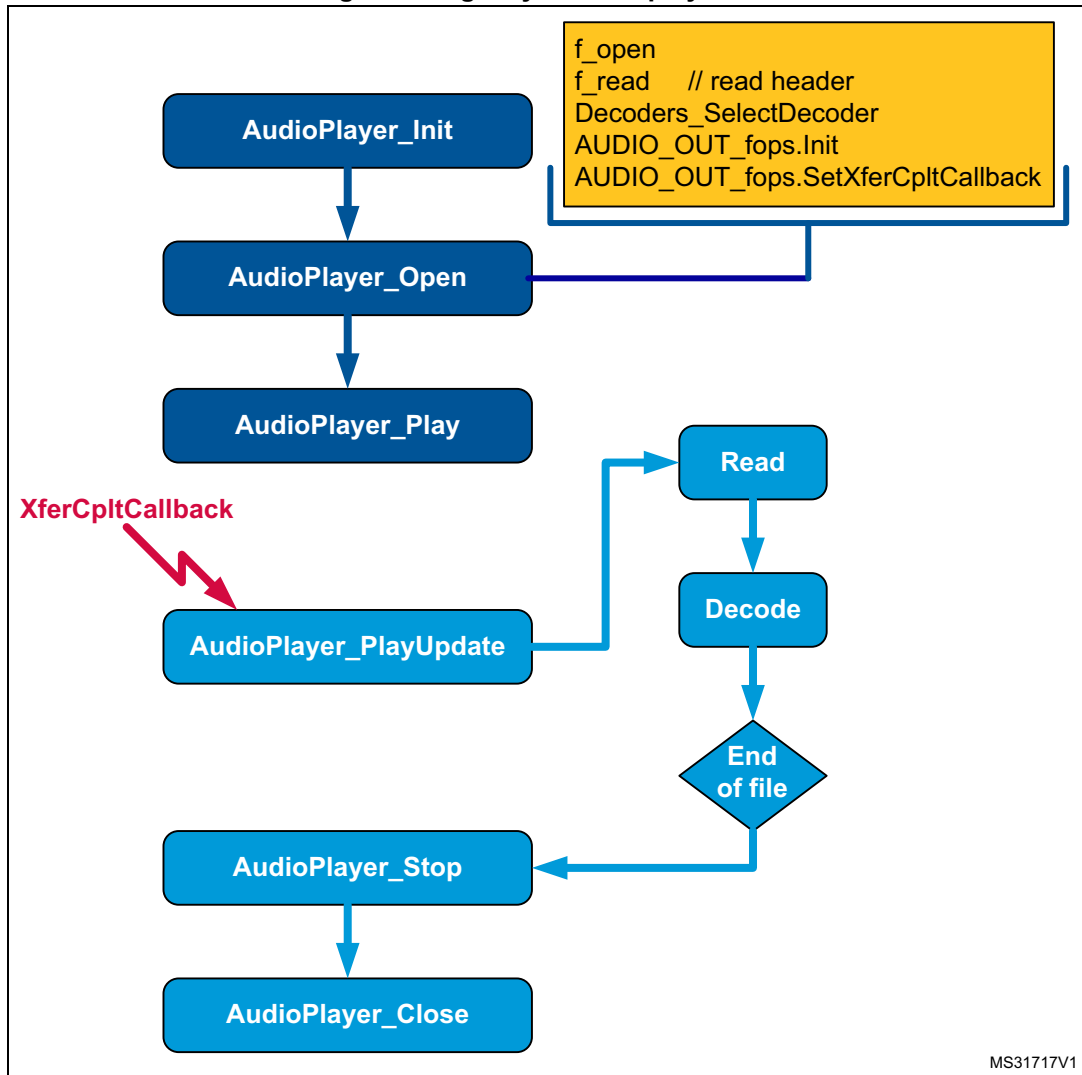 f_open
f_read // read header
Decoders_SelectDecoder
AUDIO_OUT_fops.Init
AUDIO_OUT_fops.SetXferCpltCallback
AudioPlayer_Init
AudioPlayer_Open
AudioPlayer_Play
Read
XferCpltCallback
Decode
AudioPlayer_PlayUpdate
End
of file
AudioPlayer_Stop
AudioPlayer_Close
MS31717V1